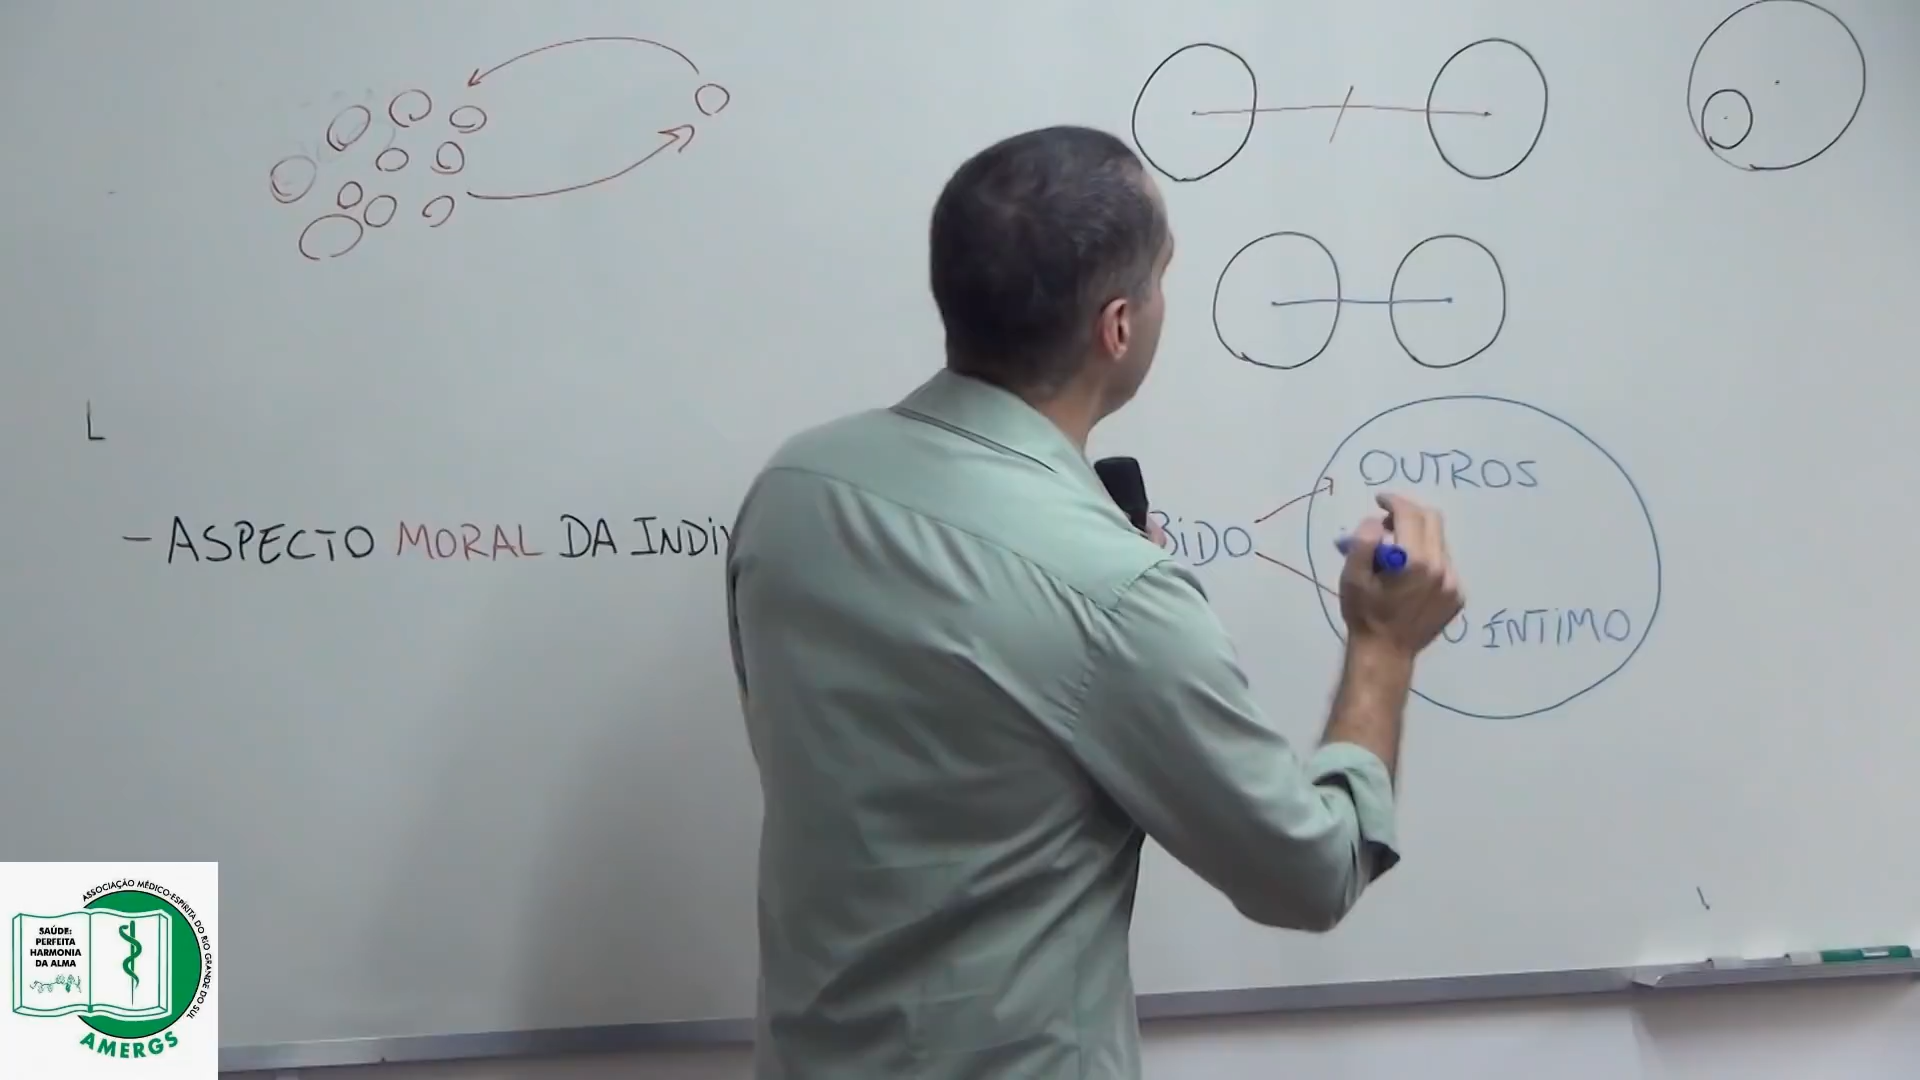 L
- ASPECTO MORAL DA INDIV
BIDO
OUTROS
ÍNTIMO
ASSOCIAÇÃO MÉDICO-ESPÍRITA DO RIO GRANDE DO SUL
SAÚDE:
PERFEITA
HARMONIA
DA ALMA
AMERGS